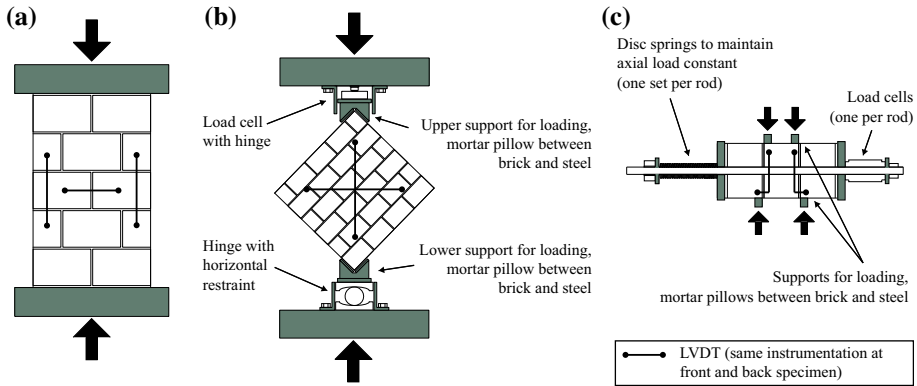 (a)
(b)
Load cell
with hinge
Upper support for loading,
mortar pillow between
brick and steel
Hinge with
horizontal
restraint
Lower support for loading,
mortar pillow between
brick and steel
(c)
Disc springs to maintain
axial load constant
(one set per rod)
Load cells
(one per rod)
Supports for loading,
mortar pillows between brick and steel
LVDT (same instrumentation at
front and back specimen)